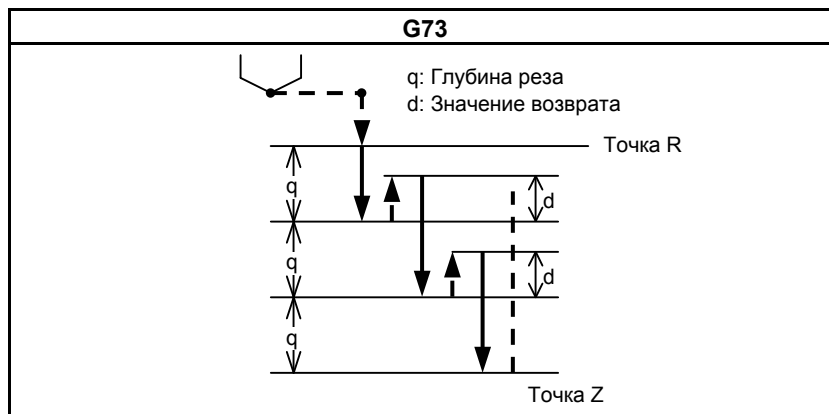 G73
q: Глубина реза
d: Значение возврата
Точка R
q
d
q
d
q
Точка Z